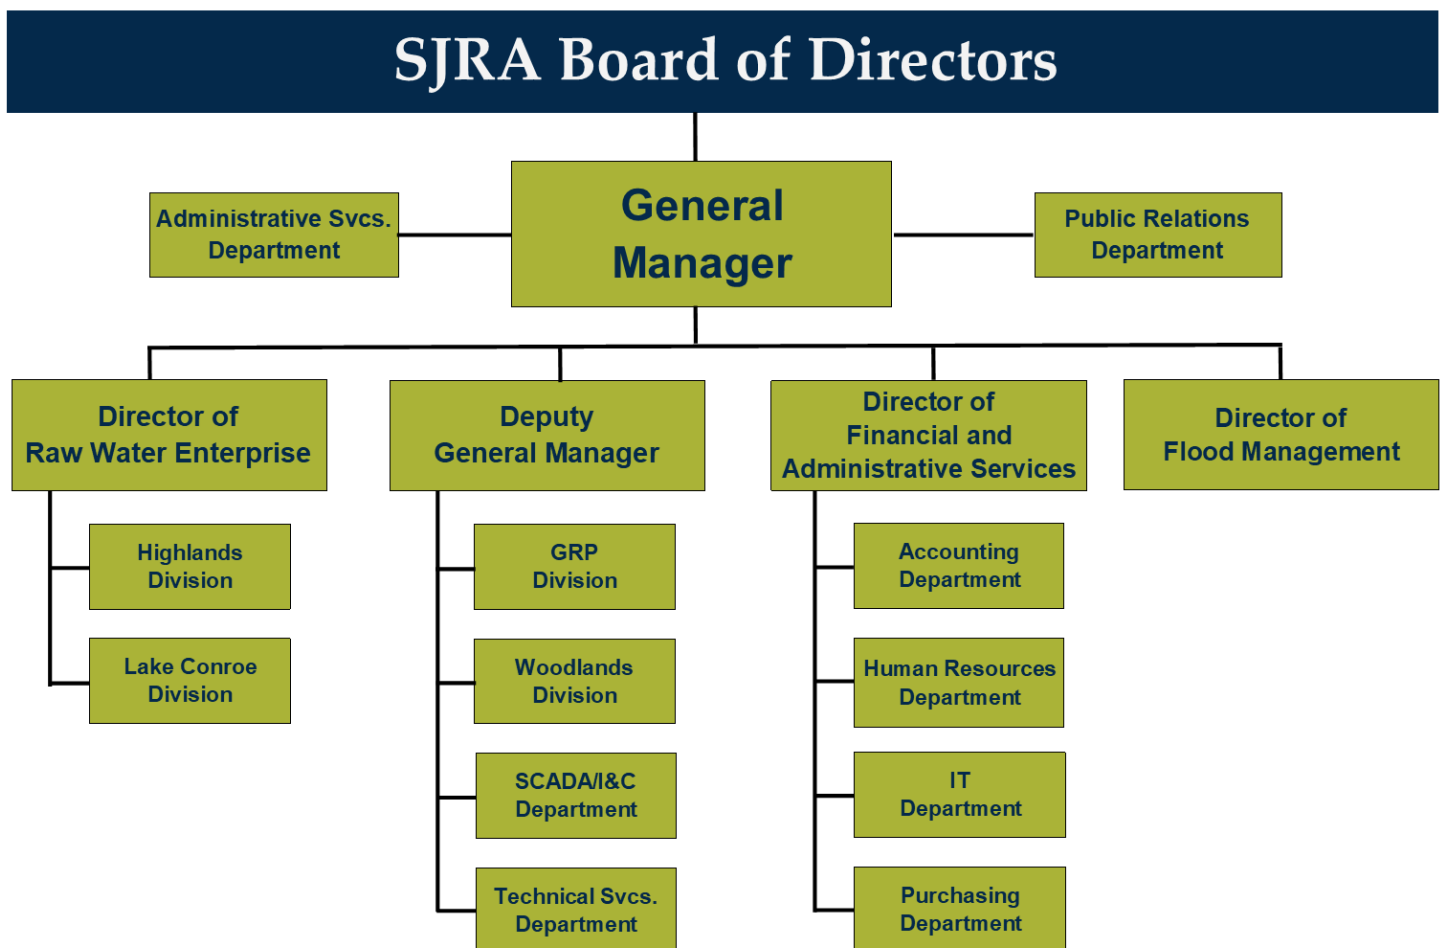 SJRA Board of Directors
General
Manager
Administrative Svcs.
Department
Public Relations
Department
Director of
Raw Water Enterprise
Deputy
General Manager
Director of
Financial and
Administrative Services
Director of
Flood Management
Highlands
Division
Lake Conroe
Division
GRP
Division
Woodlands
Division
SCADA/I&C
Department
Technical Svcs.
Department
Accounting
Department
Human Resources
Department
IT
Department
Purchasing
Department